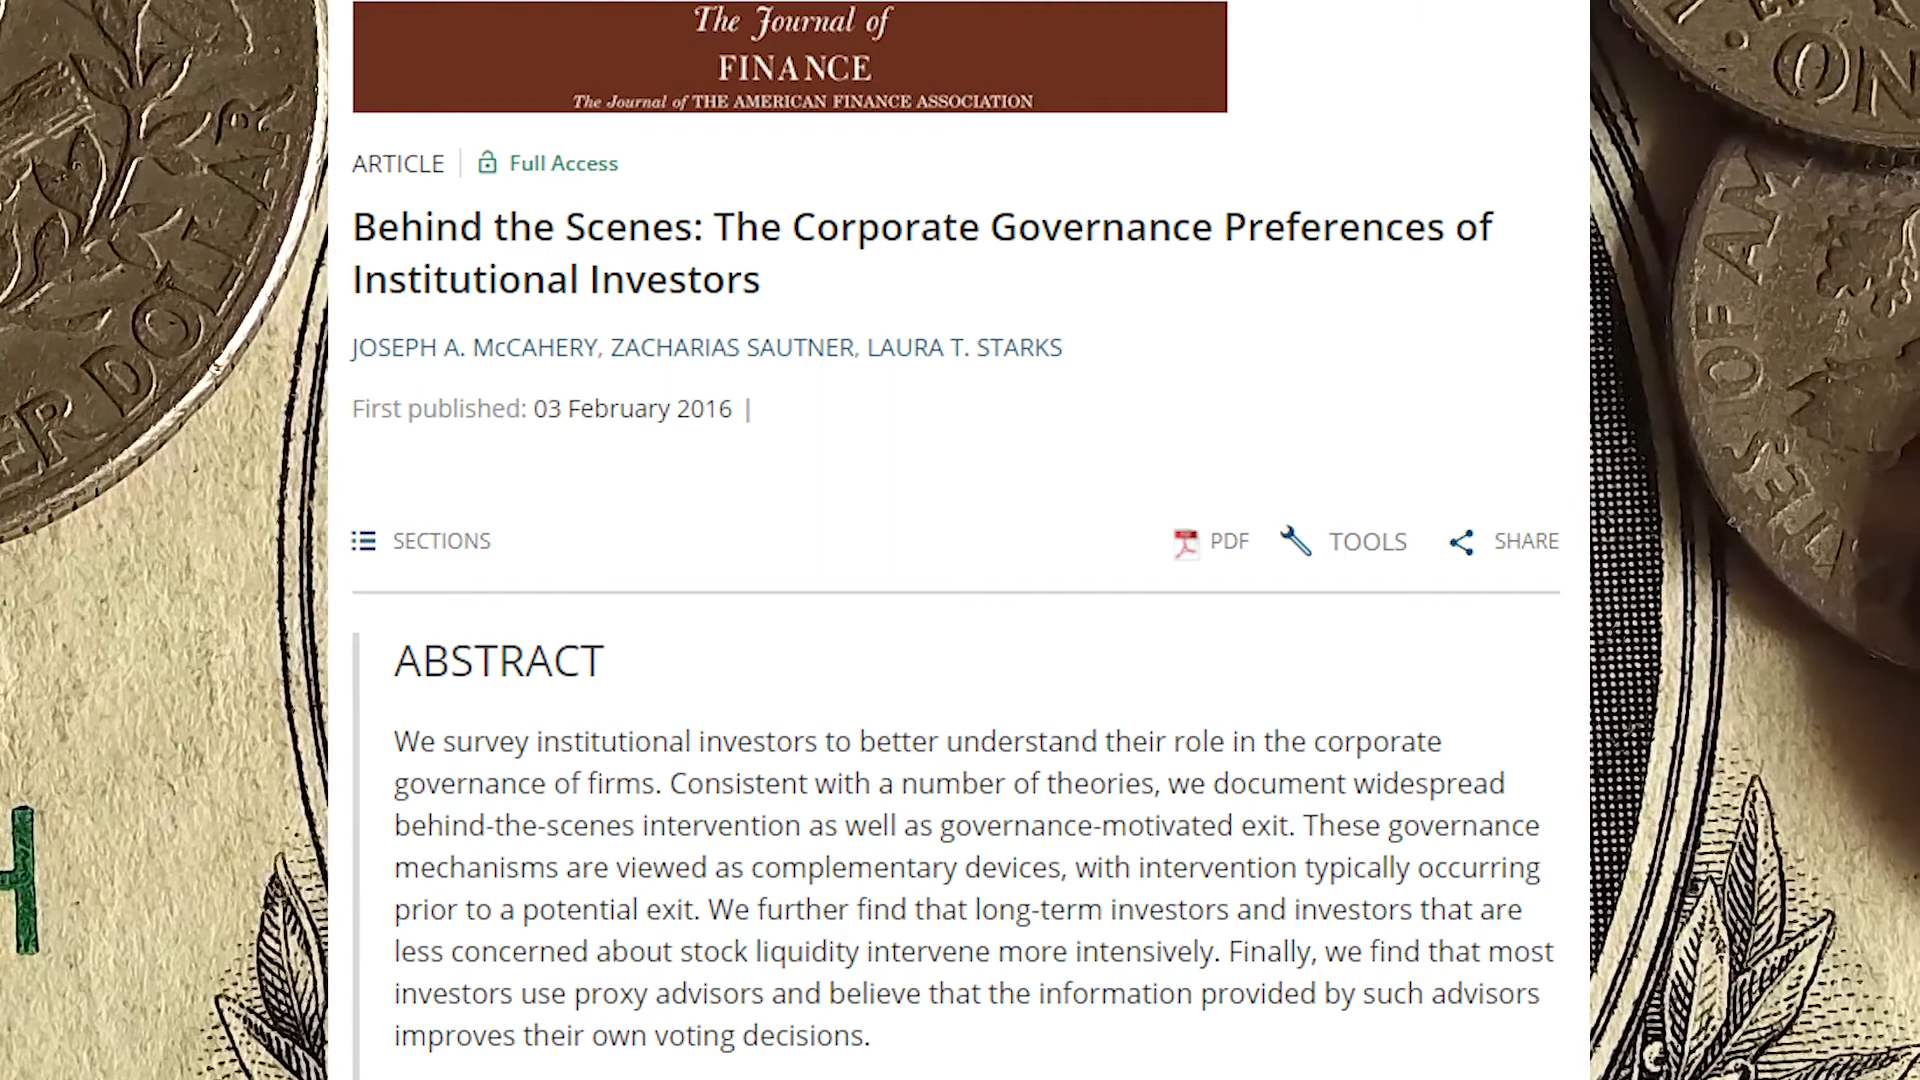 The Journal of
FINANCE
The Journal of THE AMERICAN FINANCE ASSOCIATION
ARTICLE Full Access
Behind the Scenes: The Corporate Governance Preferences of
Institutional Investors
JOSEPH A. McCAHERY, ZACHARIAS SAUTNER, LAURA T. STARKS
First published: 03 February 2016 |
SECTIONS PDF TOOLS SHARE
ABSTRACT
We survey institutional investors to better understand their role in the corporate
governance of firms. Consistent with a number of theories, we document widespread
behind-the-scenes intervention as well as governance-motivated exit. These governance
mechanisms are viewed as complementary devices, with intervention typically occurring
prior to a potential exit. We further find that long-term investors and investors that are
less concerned about stock liquidity intervene more intensively. Finally, we find that most
investors use proxy advisors and believe that the information provided by such advisors
improves their own voting decisions.
ER DOLLAR
H
ON
ES OF AM